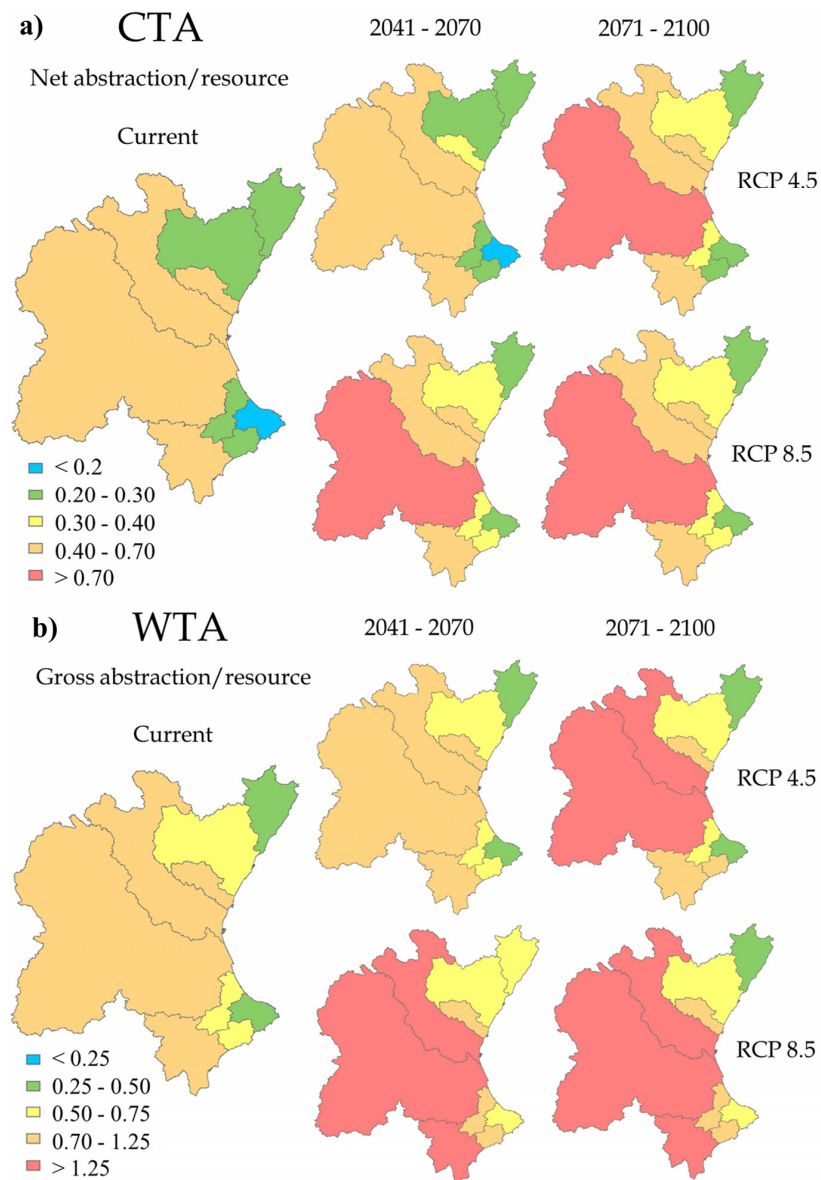 a) CTA
2041 - 2070
2071 - 2100
Net abstraction/resource
Current
RCP 4.5
RCP 8.5
< 0.2
0.20 - 0.30
0.30 - 0.40
0.40 - 0.70
> 0.70
b) WTA
2041 - 2070
2071 - 2100
Gross abstraction/resource
Current
RCP 4.5
RCP 8.5
< 0.25
0.25 - 0.50
0.50 - 0.75
0.70 - 1.25
> 1.25